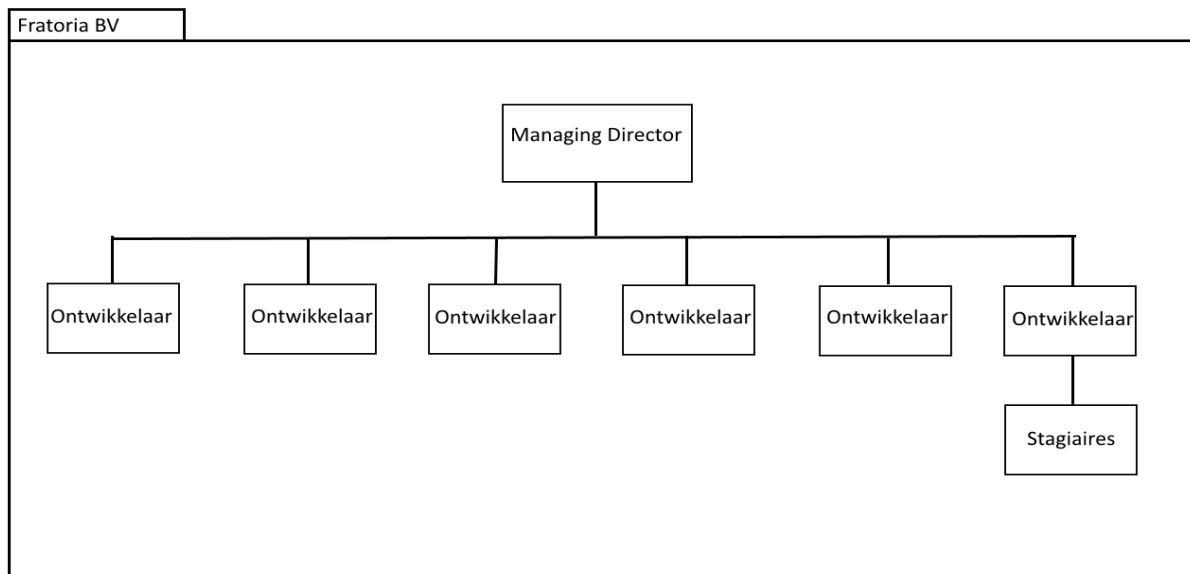 Fratoria BV
Managing Director
Ontwikkelaar
Ontwikkelaar
Ontwikkelaar
Ontwikkelaar
Ontwikkelaar
Ontwikkelaar
Stagiaires